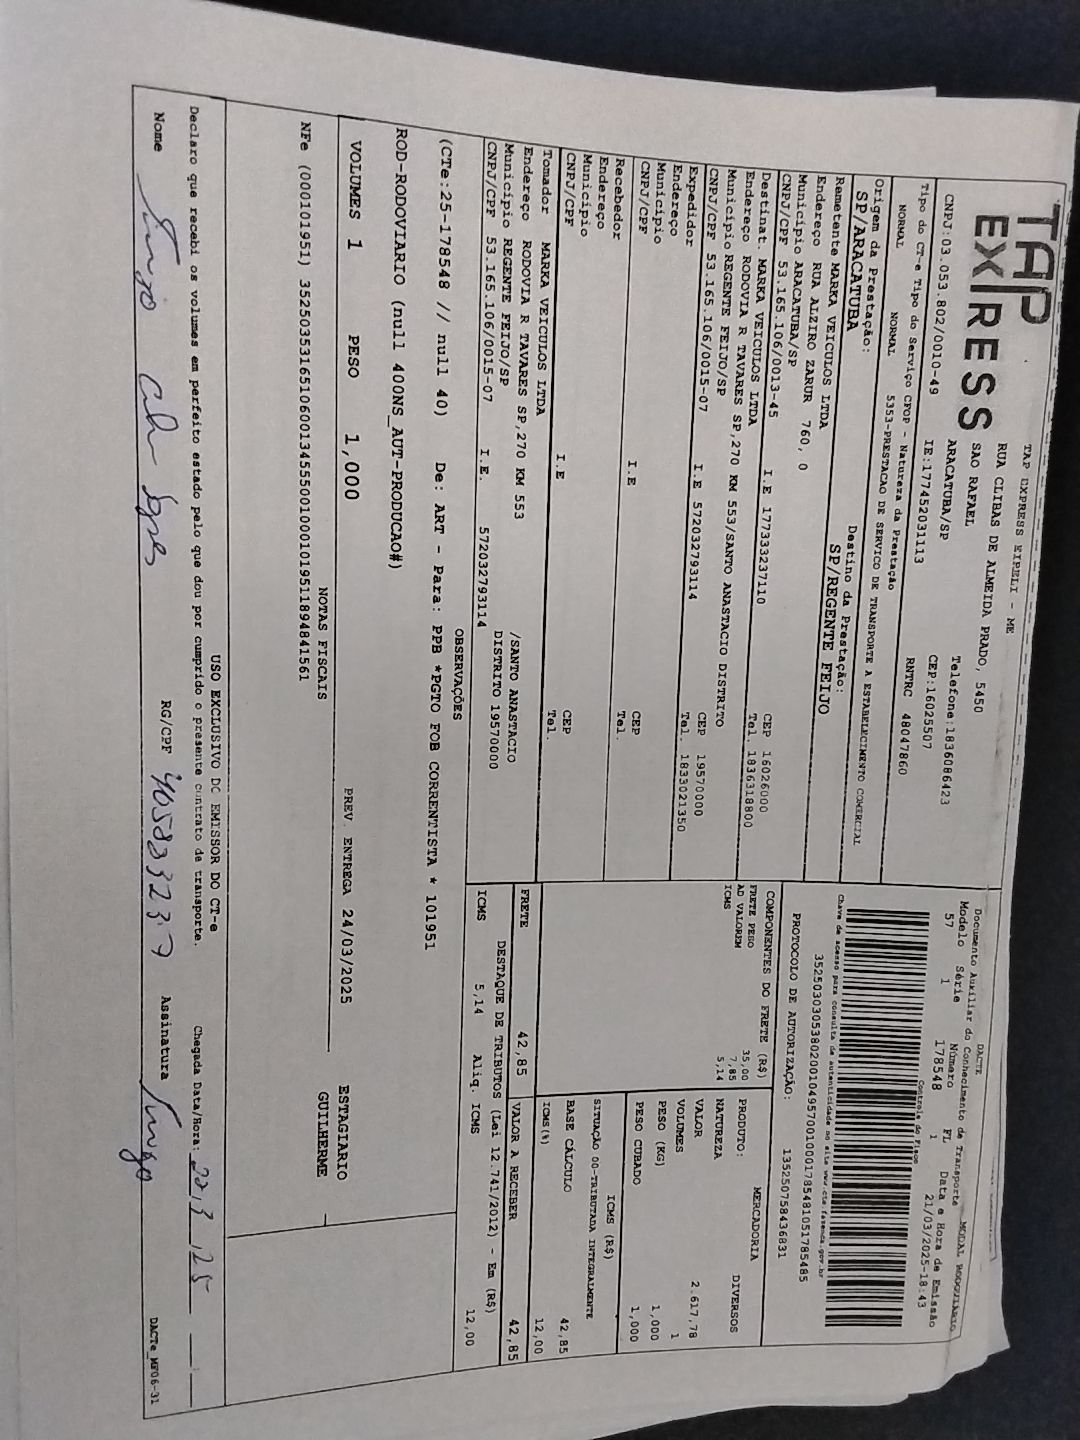 TAP EXPRESS
TAP EXPRESS EIRELI - ME
RUA CLIBAS DE ALMEIDA PRADO, 5450
SAO RAFAEL
ARACATUBA/SP
Telefone:1836086423
CNPJ:03.053.802/0010-49
IE:177452031113
CEP:16025507
RNTRC 48047860
Tipo do CT-e Tipo do Serviço CFOP - Natureza da Prestação
NORMAL NORMAL 5353-PRESTACAO DE SERVICO DE TRANSPORTE A ESTABELECIMENTO COMERCIAL
Origem da Prestação: Destino da Prestação:
SP/ARACATUBA SP/REGENTE FEIJO
Remetente MARKA VEICULOS LTDA
Endereço RUA ALZIRO ZARUR 760, 0
Município ARACATUBA/SP CEP 16026000
CNPJ/CPF 53.165.106/0013-45 I.E 177333237110 Tel. 1836318800
Destinat. MARKA VEICULOS LTDA
Endereço RODOVIA R TAVARES SP,270 KM 553/SANTO ANASTACIO DISTRITO
Município REGENTE FEIJO/SP CEP 19570000
CNPJ/CPF 53.165.106/0015-07 I.E 572032793114 Tel. 1833021350
Expedidor
Endereço
Município CEP
CNPJ/CPF I.E Tel.
Recebedor
Endereço
Município CEP
CNPJ/CPF I.E Tel.
Tomador MARKA VEICULOS LTDA
Endereço RODOVIA R TAVARES SP,270 KM 553 /SANTO ANASTACIO
Município REGENTE FEIJO/SP DISTRITO 19570000
CNPJ/CPF 53.165.106/0015-07 I.E. 572032793114
DACTE MODAL RODOVIARIO
Documento Auxiliar do Conhecimento de Transporte
Modelo Série Número FL Data e Hora de Emissão
57 1 178548 1 21/03/2025-18:43
Controle do Fisco
Chave de acesso para consulta de autenticidade no site www.cte.fazenda.gov.br
35250303053802001049570010001785481051785485
PROTOCOLO DE AUTORIZAÇÃO: 135250758436831
COMPONENTES DO FRETE (R$)
FRETE PESO 35,00
AD VALOREM 7,85
ICMS 5,14
MERCADORIA
PRODUTO: DIVERSOS
NATUREZA
VALOR 2.617,78
VOLUMES 1
PESO (KG) 1,000
PESO CUBADO 1,000
ICMS (R$)
SITUAÇÃO 00-TRIBUTADA INTEGRALMENTE
BASE CÁLCULO 42,85
ICMS(%) 12,00
FRETE 42,85 VALOR A RECEBER 42,85
DESTAQUE DE TRIBUTOS (Lei 12.741/2012) - Em (R$)
ICMS 5,14 Aliq. ICMS 12,00
OBSERVAÇÕES
(CTe:25-178548 // null 40) De: ART - Para: PPB *PGTO FOB CORRENTISTA * 101951
ROD-RODOVIARIO (null 400NS_AUT-PRODUCAO#)
VOLUMES 1 PESO 1,000 PREV. ENTREGA 24/03/2025
ESTAGIARIO
GUILHERME
NOTAS FISCAIS
NFe (000101951) 35250353165106001345550010001019511894841561
USO EXCLUSIVO DO EMISSOR DO CT-e
Declaro que recebi os volumes em perfeito estado pelo que dou por cumprido o presente contrato de transporte. Chegada Data/Hora:
Nome RG/CPF 405833237 Assinatura
DACTe_MF06-31